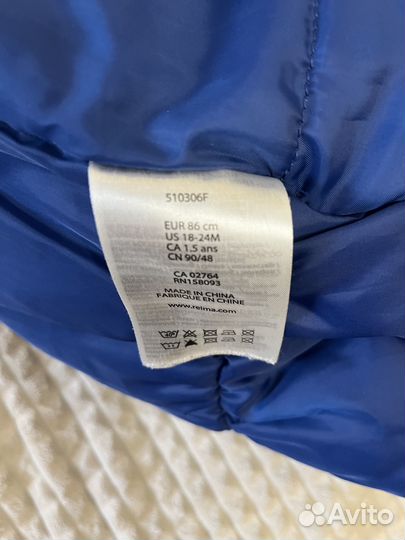 510306F
EUR 86 cm
US 18-24M
CA 1.5 ans
CN 90/48
CA 02764
RN158093
MADE IN CHINA
FABRIQUE EN CHINE
www.reima.com
Avito